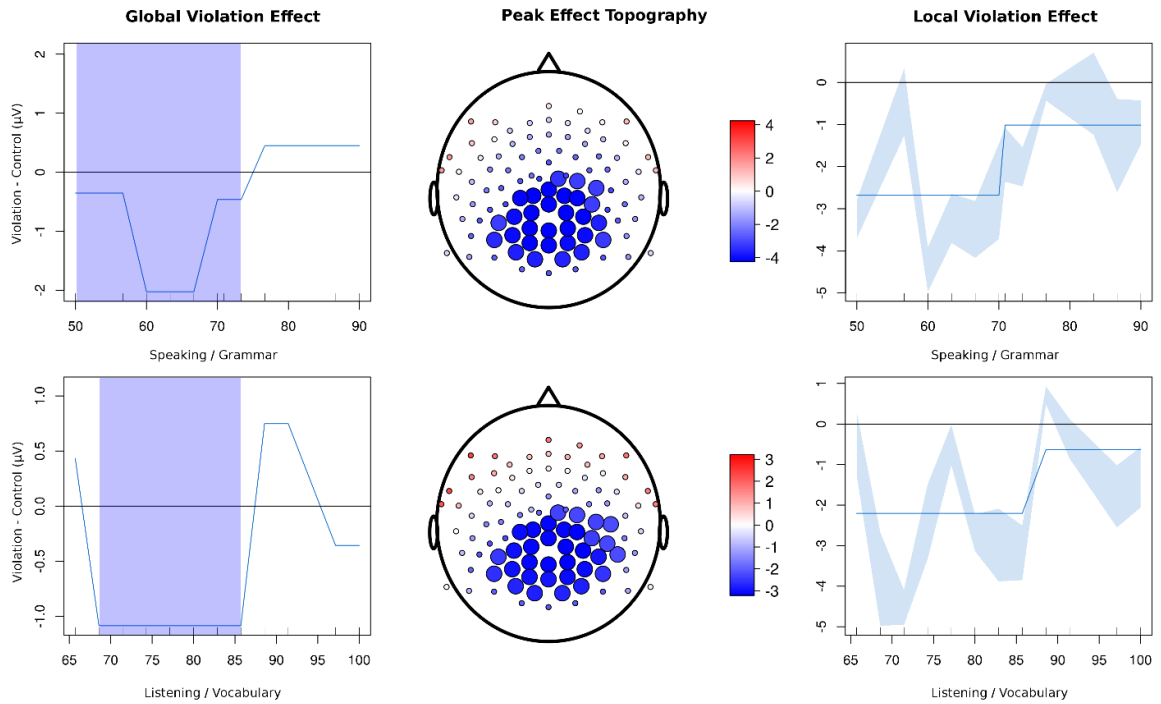 Global Violation Effect
Peak Effect Topography
Local Violation Effect
Violation - Control (µV)
2
1
0
-1
-2
50 60 70 80 90
Speaking / Grammar
4
2
0
-2
-4
0
-1
-2
-3
-4
-5
50 60 70 80 90
Speaking / Grammar
Violation - Control (µV)
1.0
0.5
0.0
-0.5
-1.0
65 70 75 80 85 90 95 100
Listening / Vocabulary
3
2
1
0
-1
-2
-3
1
0
-1
-2
-3
-4
-5
65 70 75 80 85 90 95 100
Listening / Vocabulary